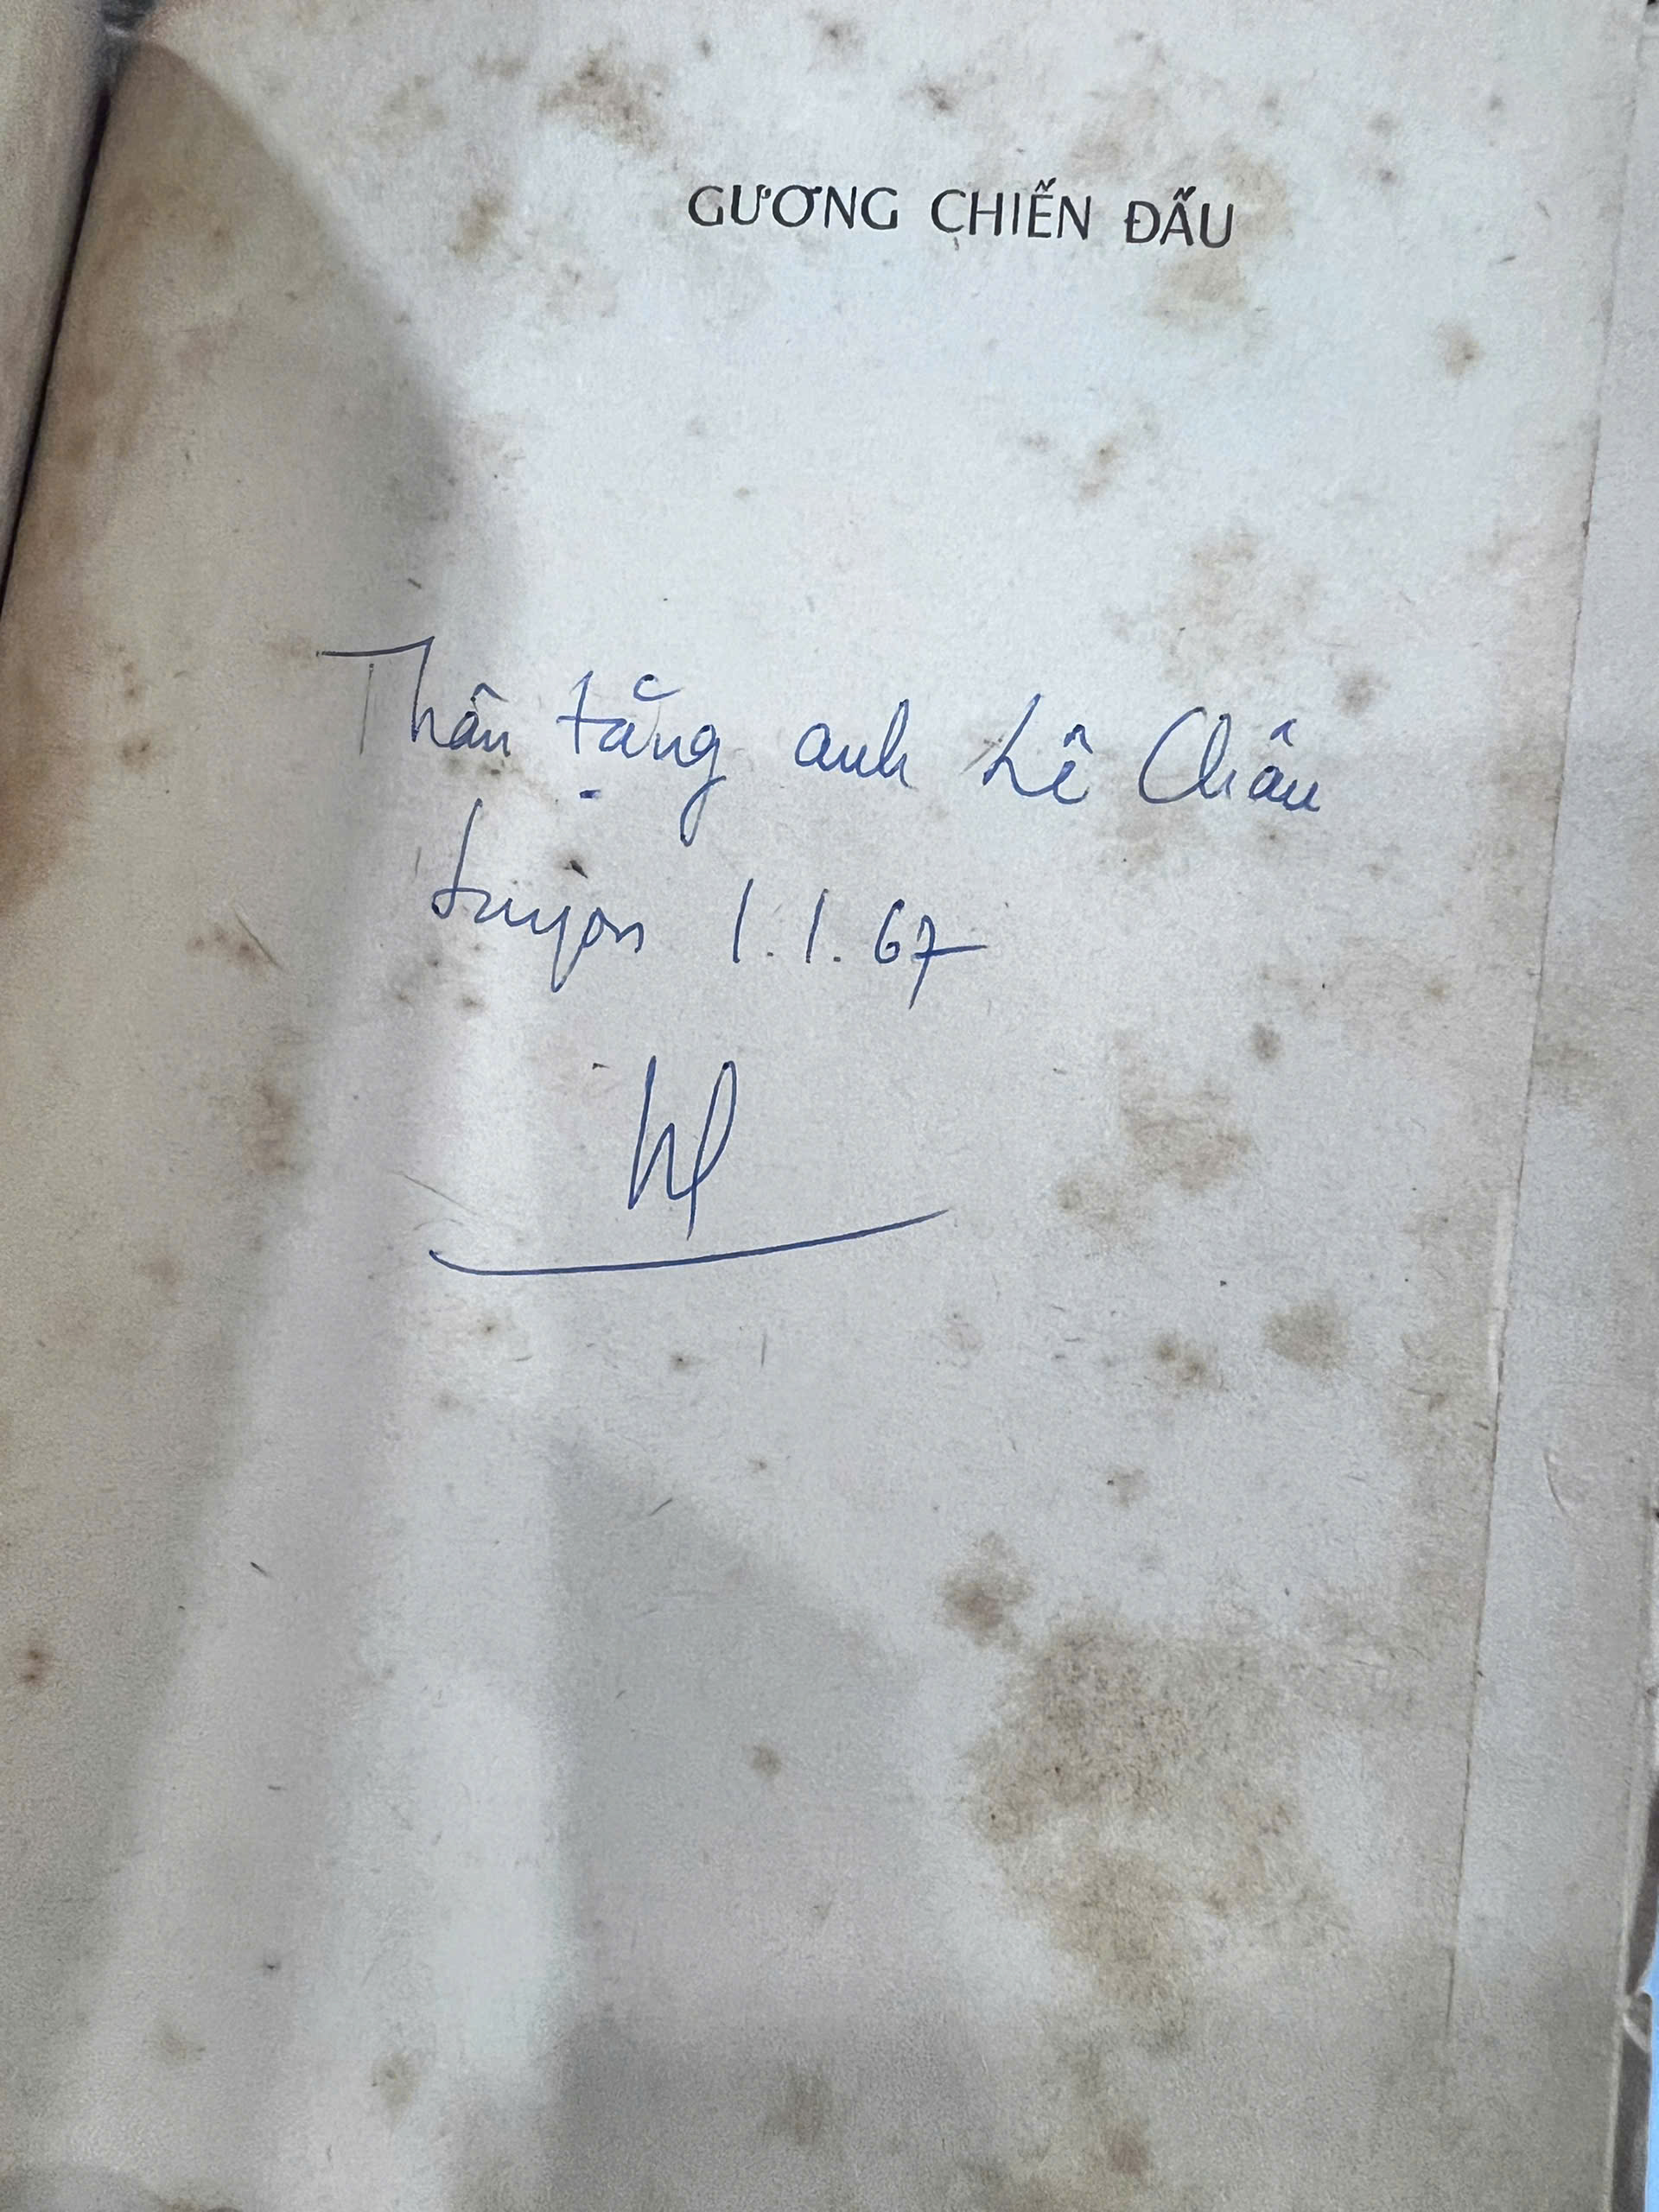 GƯƠNG CHIẾN ĐẤU
Thân tặng anh Lê Châu
1.1.67